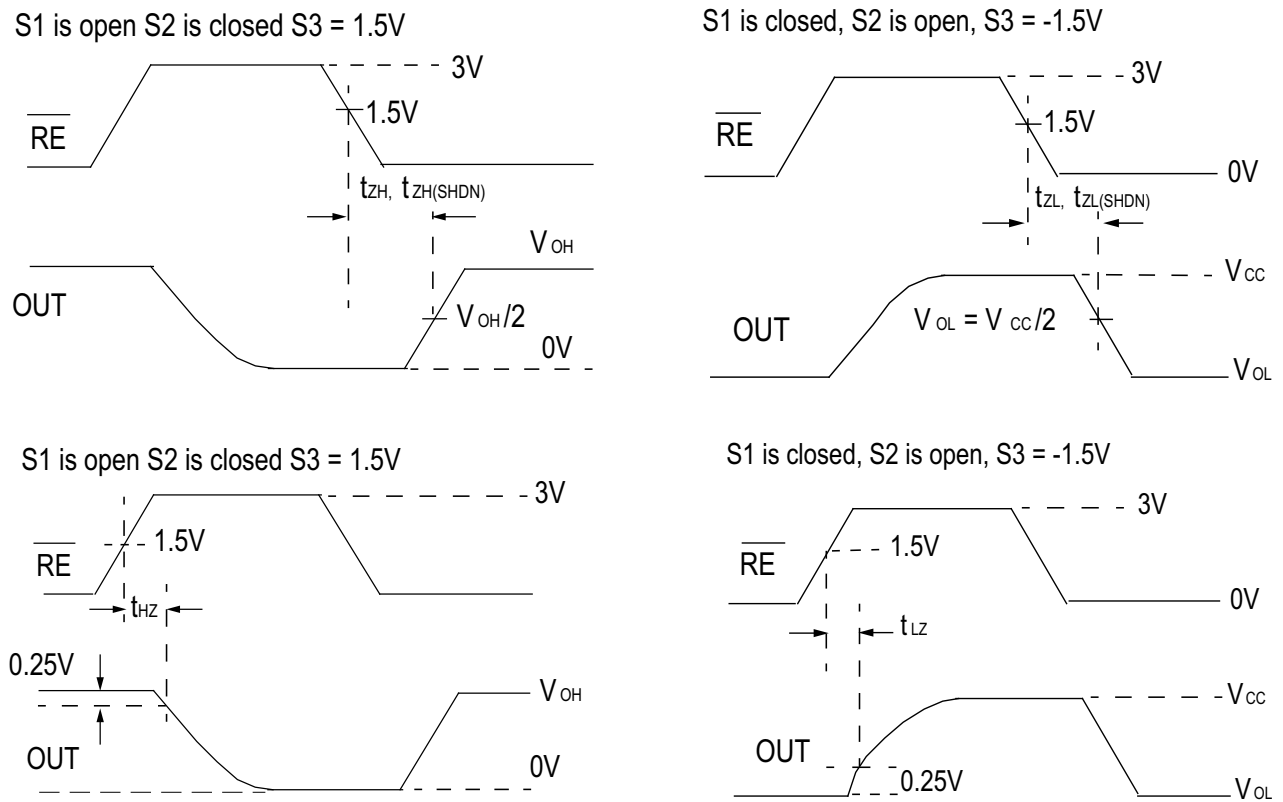 S1 is open S2 is closed S3 = 1.5V
3V
1.5V
RE
tZH, tZH(SHDN)
VOH
OUT
VOH/2
0V
S1 is closed, S2 is open, S3 = -1.5V
3V
1.5V
RE
0V
tZL, tZL(SHDN)
VCC
OUT
VOL = VCC/2
VOL
S1 is open S2 is closed S3 = 1.5V
3V
1.5V
RE
tHZ
0.25V
VOH
OUT
0V
S1 is closed, S2 is open, S3 = -1.5V
3V
1.5V
RE
0V
tLZ
VCC
OUT
0.25V
VOL